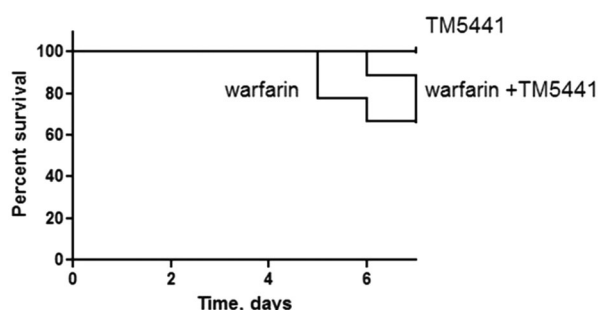 TM5441
warfarin
warfarin +TM5441
Percent survival
100
80
60
40
20
0
0 2 4 6
Time, days